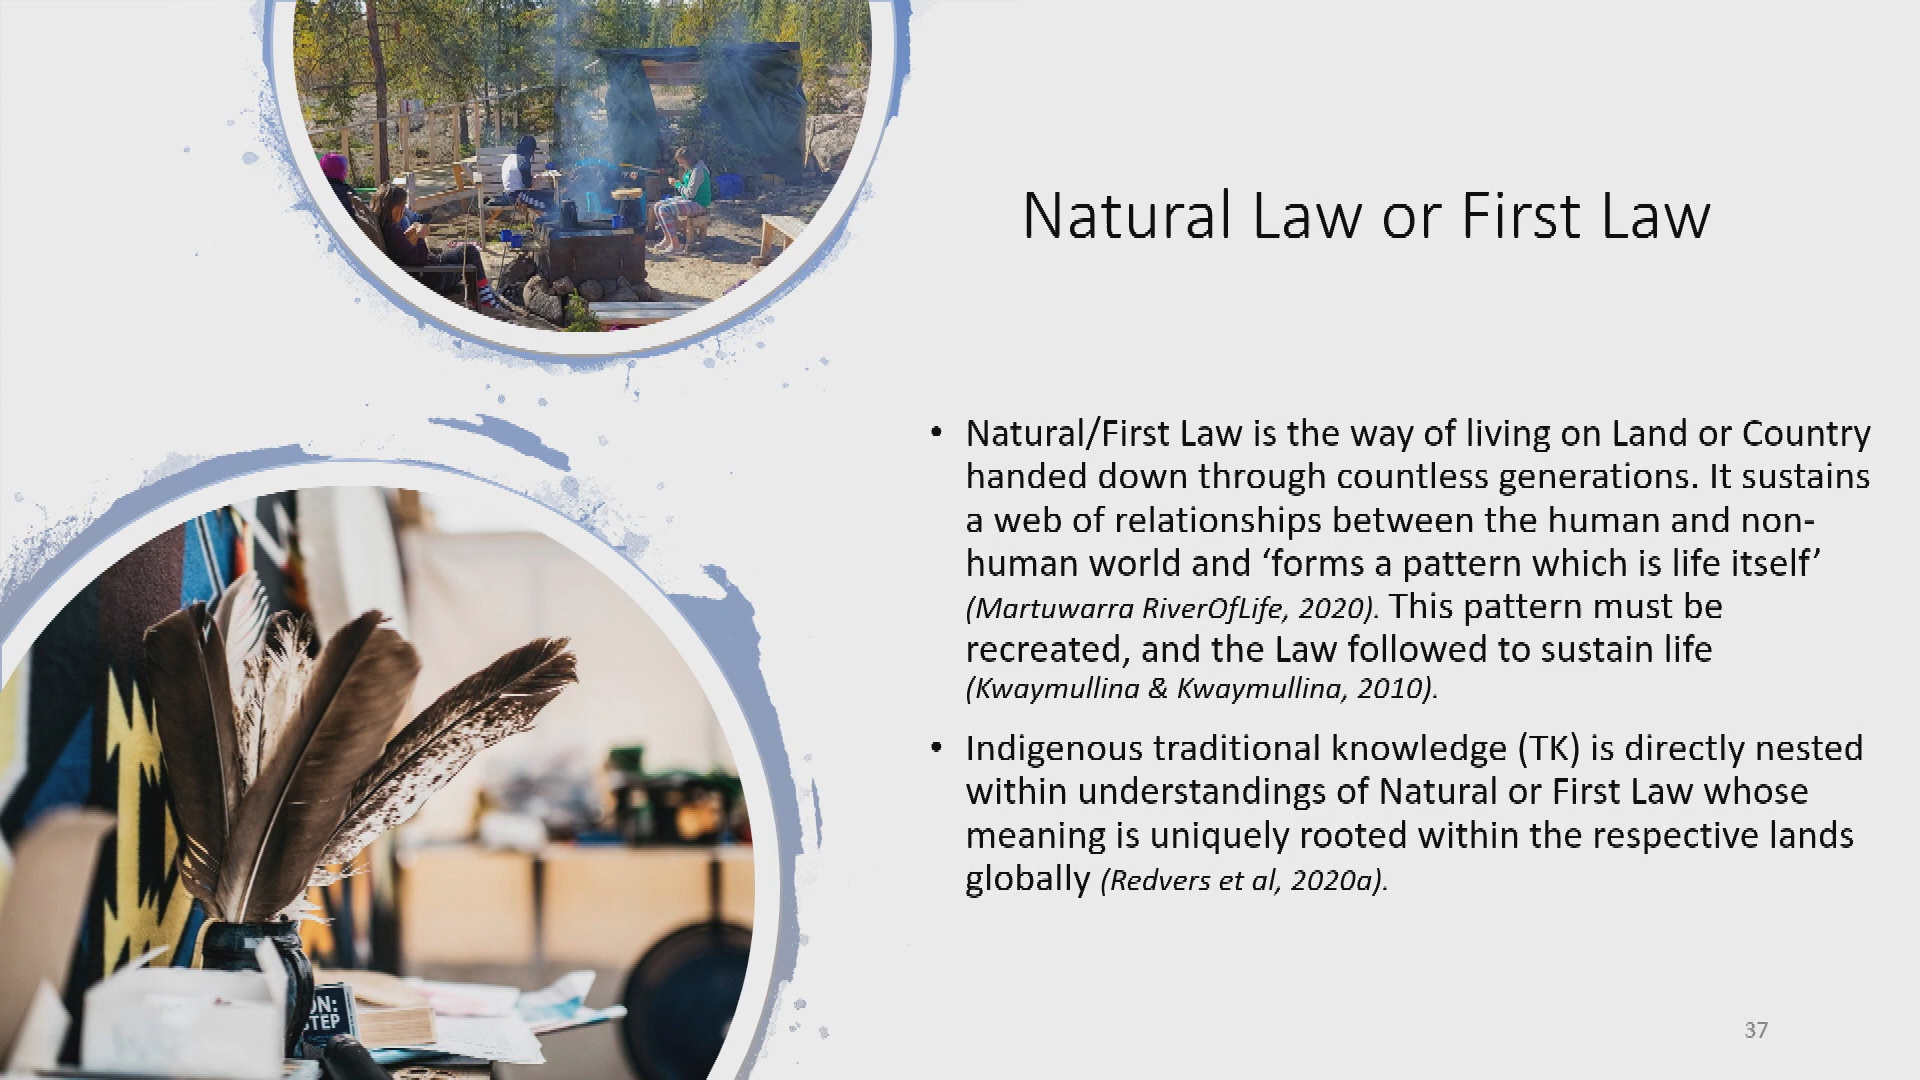 Natural Law or First Law
• Natural/First Law is the way of living on Land or Country
handed down through countless generations. It sustains
a web of relationships between the human and non-
human world and ‘forms a pattern which is life itself’
(Martuwarra RiverOfLife, 2020). This pattern must be
recreated, and the Law followed to sustain life
(Kwaymullina & Kwaymullina, 2010).
• Indigenous traditional knowledge (TK) is directly nested
within understandings of Natural or First Law whose
meaning is uniquely rooted within the respective lands
globally (Redvers et al, 2020a).
ON:
STEP
37